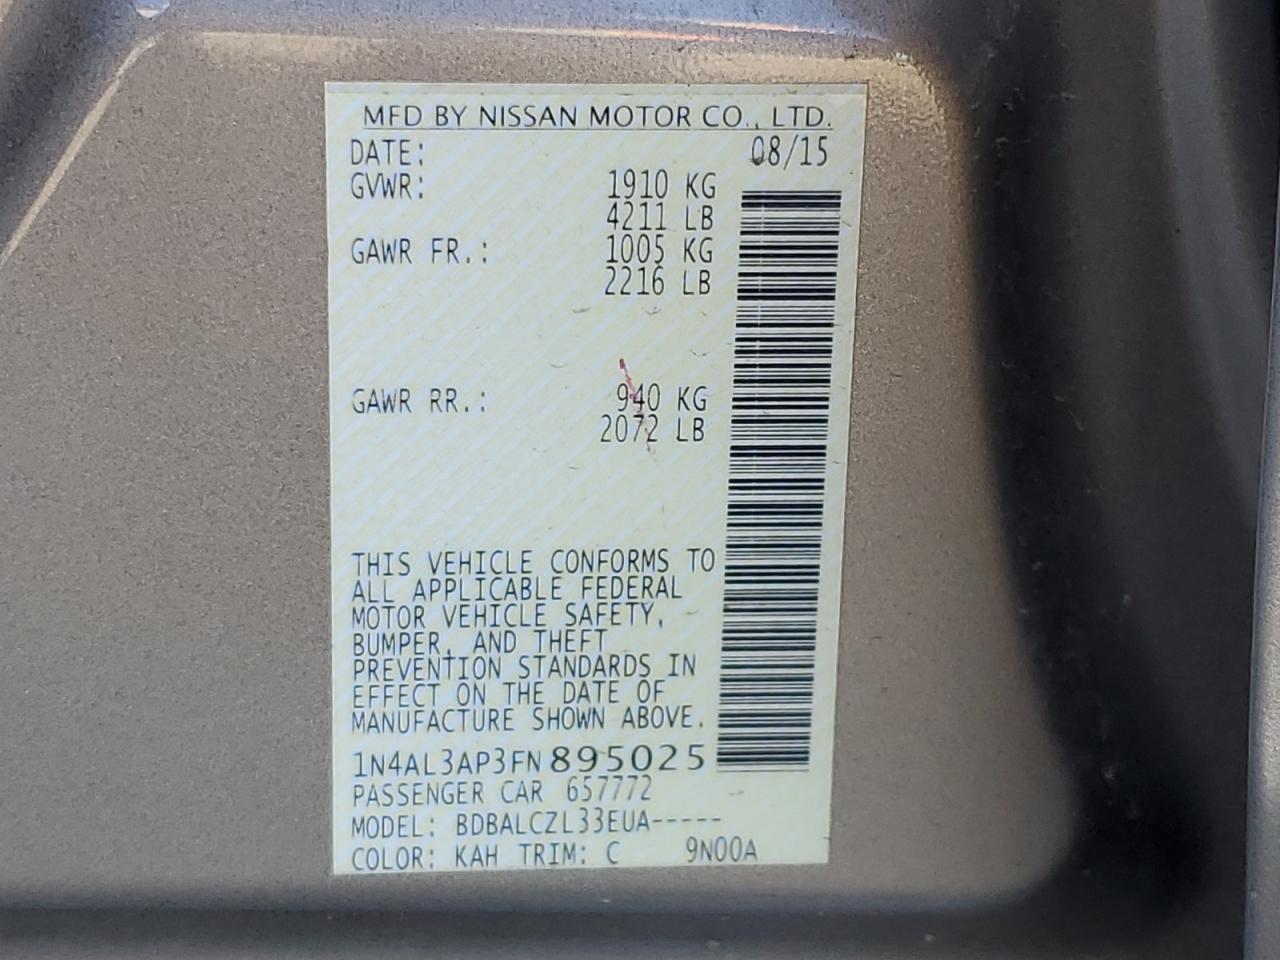 MFD BY NISSAN MOTOR CO., LTD.
DATE: 08/15
GVWR: 1910 KG
4211 LB
GAWR FR.: 1005 KG
2216 LB
GAWR RR.: 940 KG
2072 LB
THIS VEHICLE CONFORMS TO
ALL APPLICABLE FEDERAL
MOTOR VEHICLE SAFETY,
BUMPER, AND THEFT
PREVENTION STANDARDS IN
EFFECT ON THE DATE OF
MANUFACTURE SHOWN ABOVE.
1N4AL3AP3FN895025
PASSENGER CAR 657772
MODEL: BDBALCZL33EUA-----
COLOR: KAH TRIM: C 9N00A